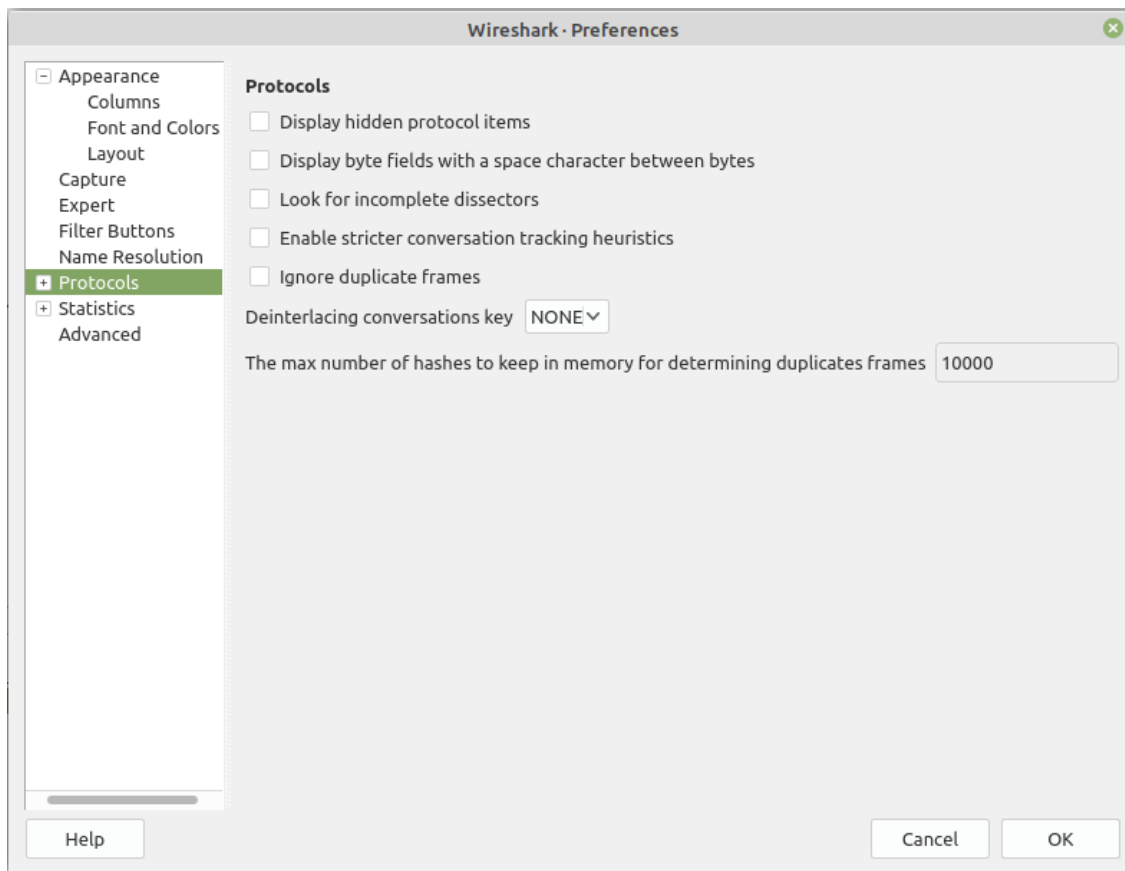 Wireshark · Preferences
Appearance
Columns
Font and Colors
Layout
Capture
Expert
Filter Buttons
Name Resolution
Protocols
Statistics
Advanced
Protocols
Display hidden protocol items
Display byte fields with a space character between bytes
Look for incomplete dissectors
Enable stricter conversation tracking heuristics
Ignore duplicate frames
Deinterlacing conversations key NONE
The max number of hashes to keep in memory for determining duplicates frames 10000
Help Cancel OK